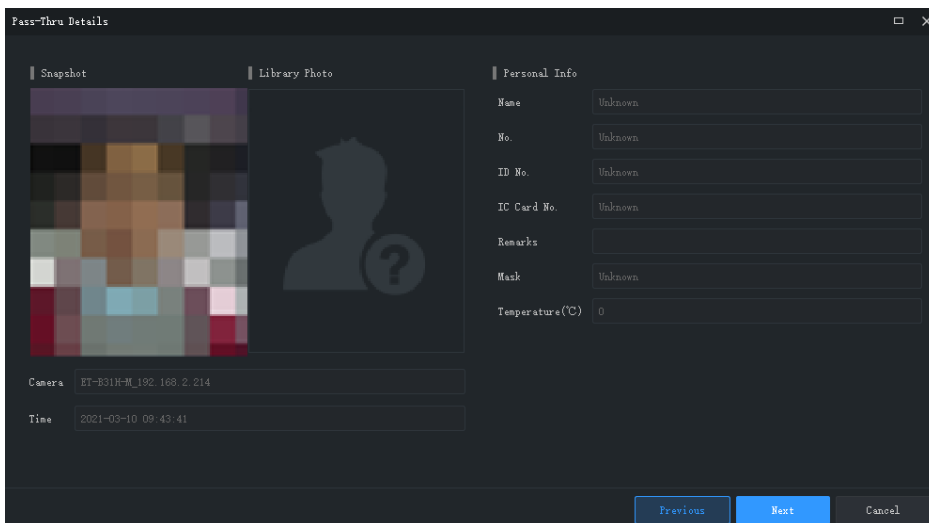 Pass-Thru Details
Snapshot
Library Photo
Personal Info
Name Unknown
No. Unknown
ID No. Unknown
IC Card No. Unknown
Remarks
Mask Unknown
Temperature(℃) 0
Camera ET-B31H-M_192.168.2.214
Time 2021-03-10 09:43:41
Previous Next Cancel